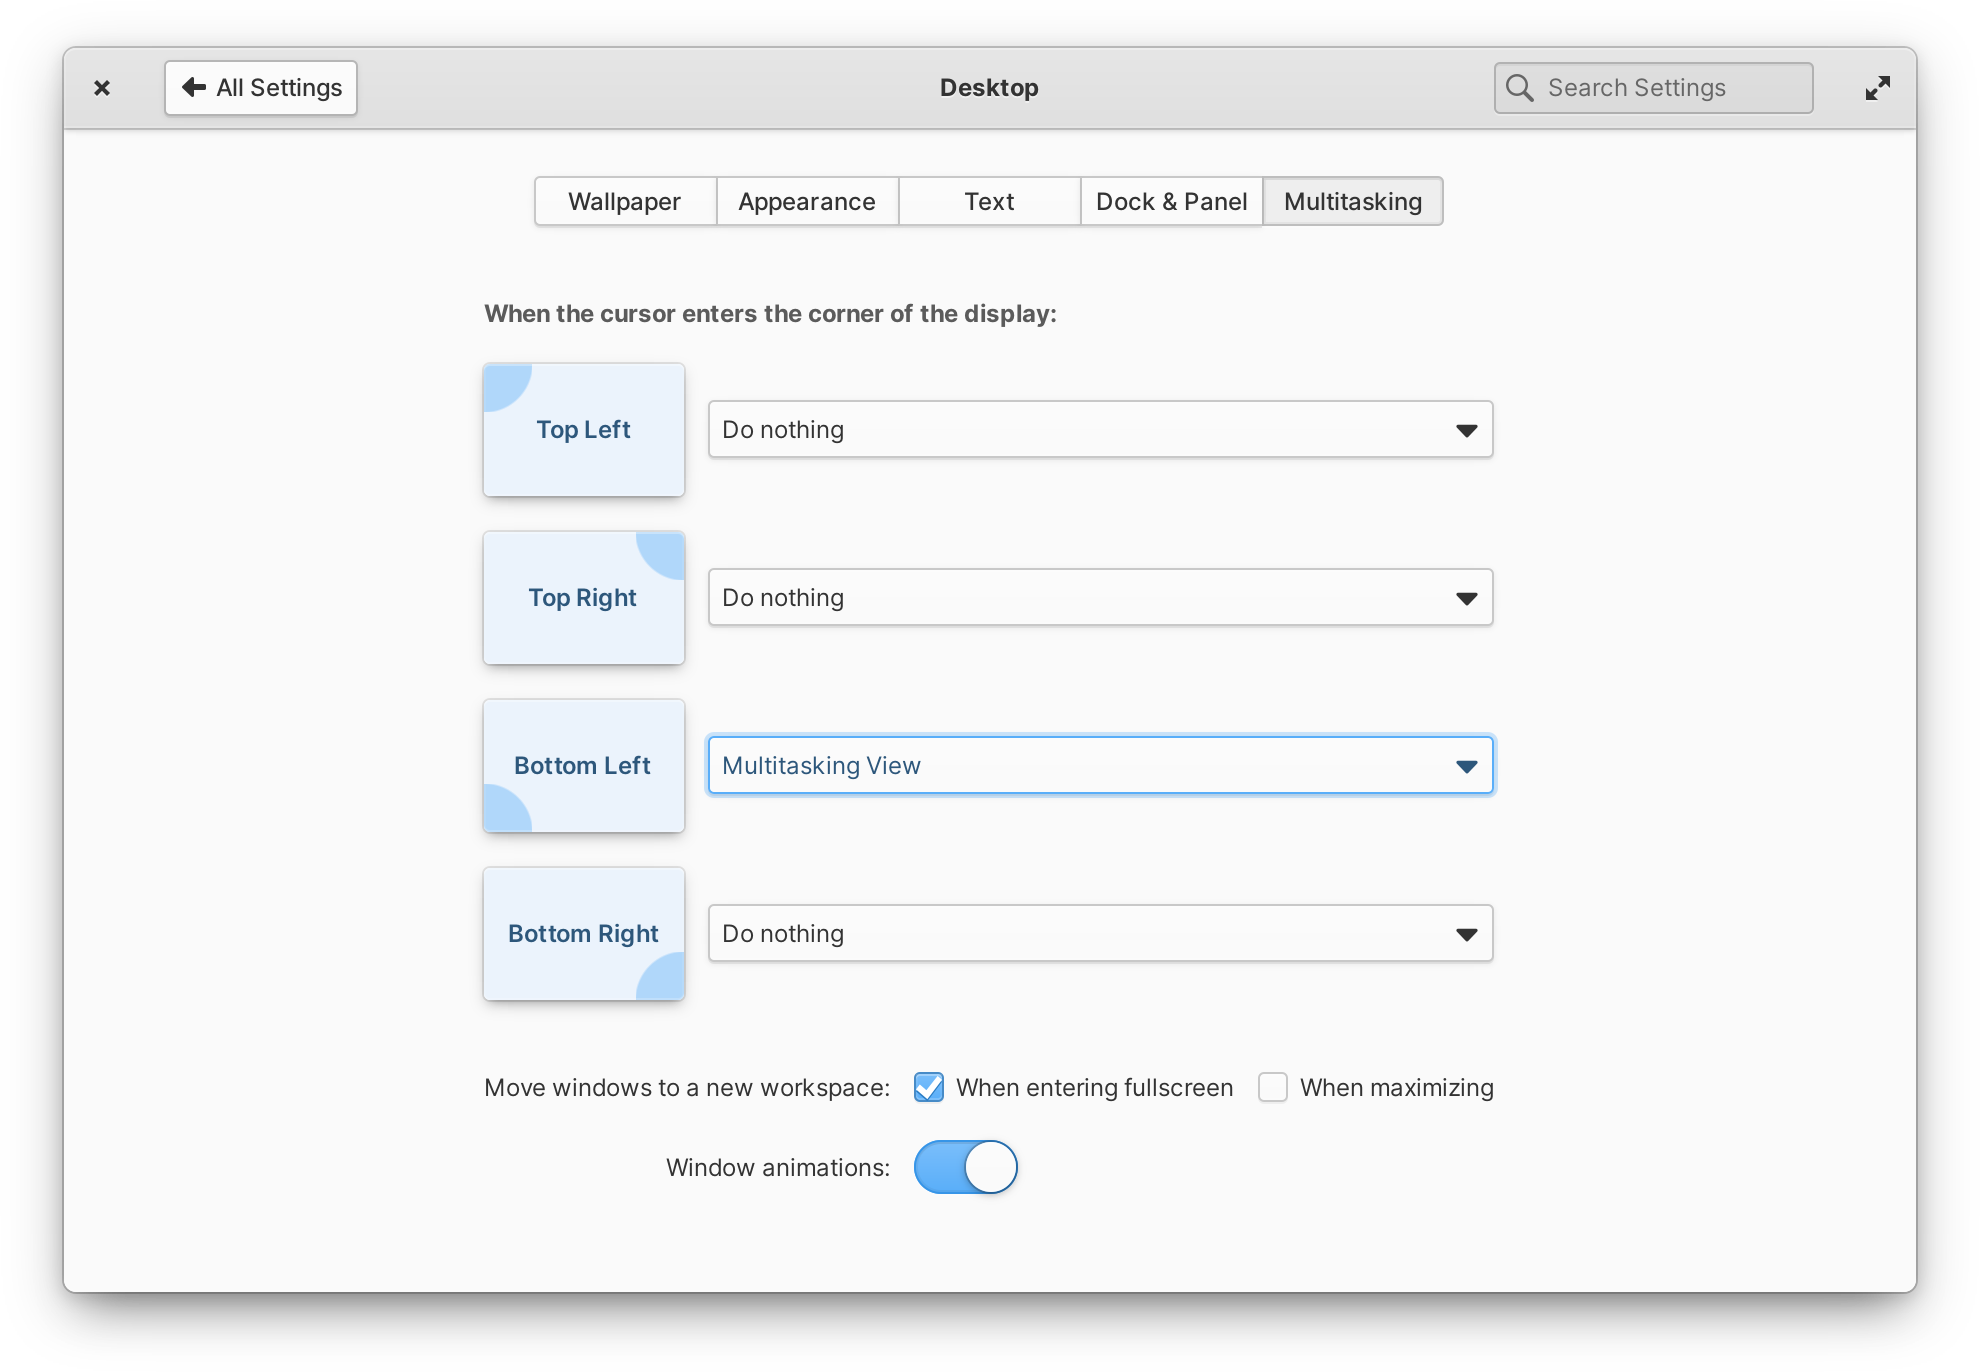 All Settings
Desktop
Search Settings
Wallpaper
Appearance
Text
Dock & Panel
Multitasking
When the cursor enters the corner of the display:
Top Left
Do nothing
Top Right
Do nothing
Bottom Left
Multitasking View
Bottom Right
Do nothing
Move windows to a new workspace:
When entering fullscreen
When maximizing
Window animations: